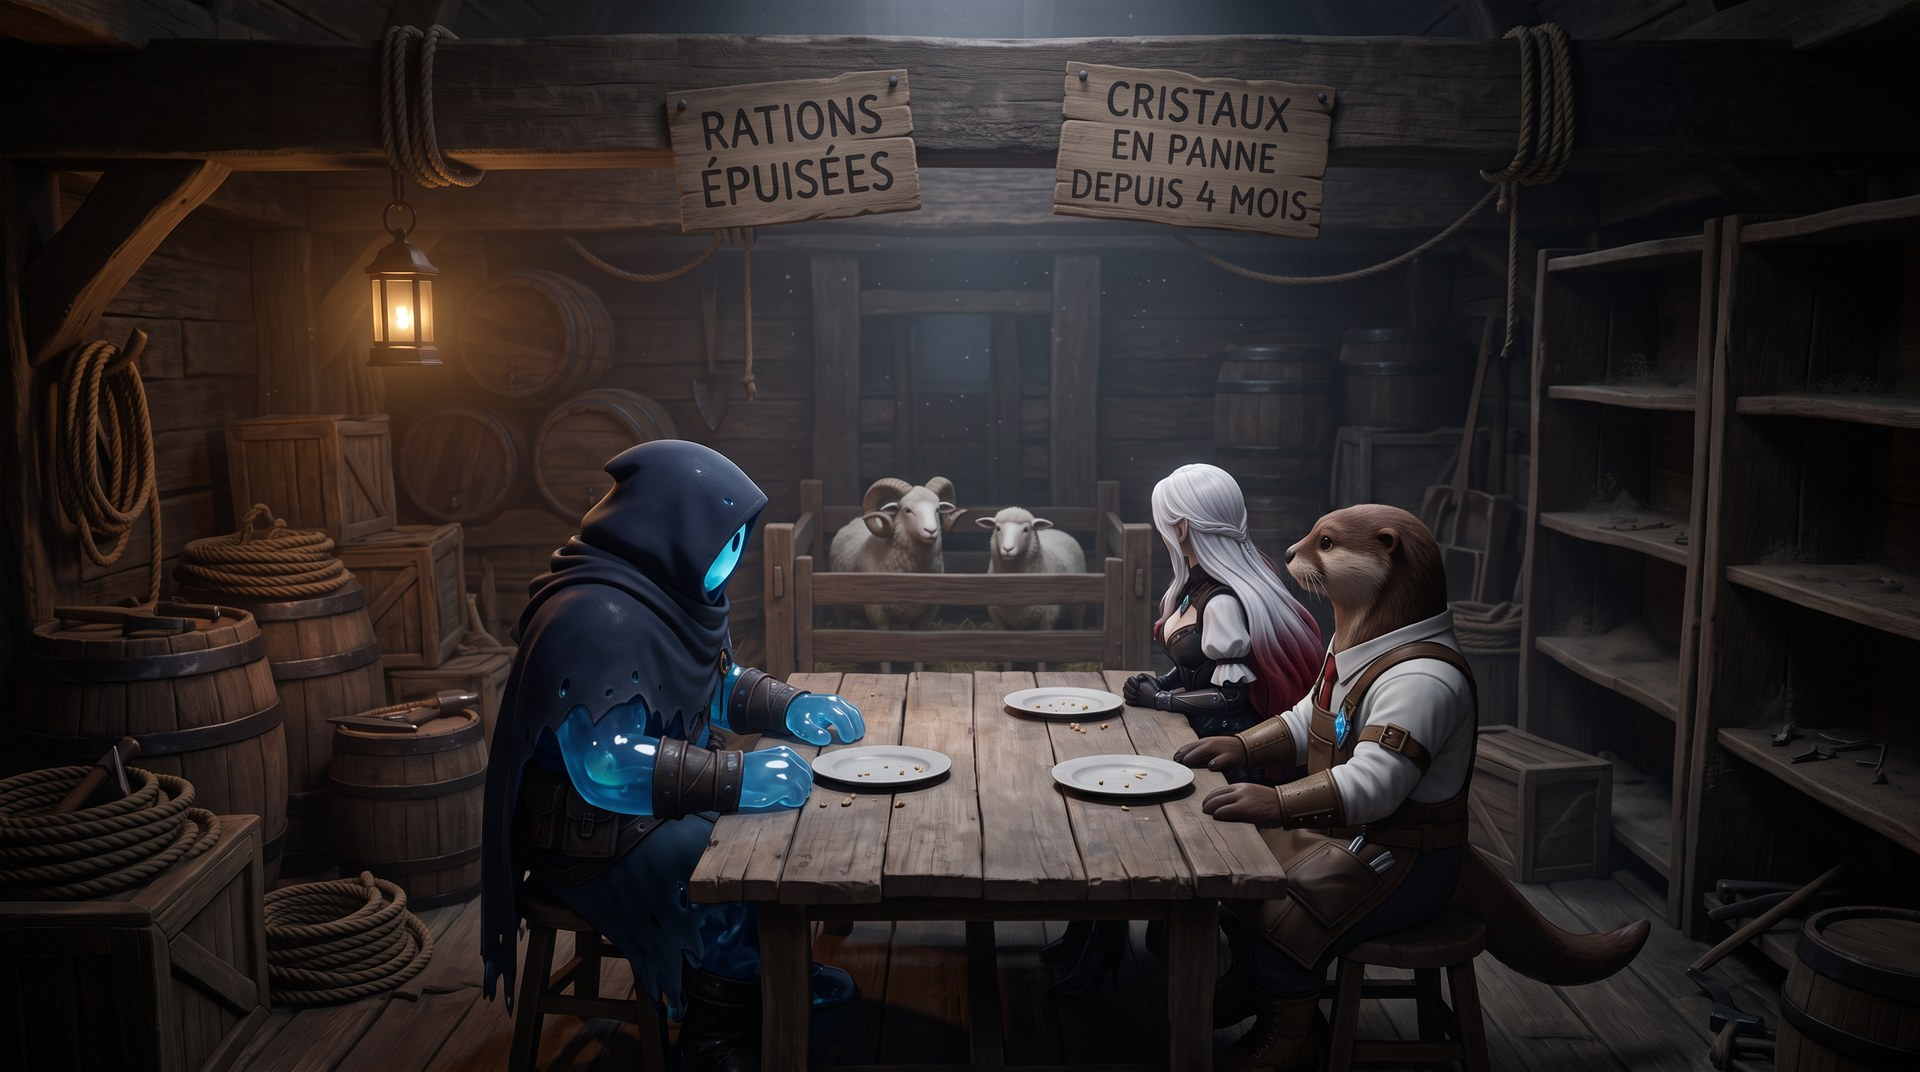 RATIONS
ÉPUISÉES
CRISTAUX
EN PANNE
DEPUIS 4 MOIS